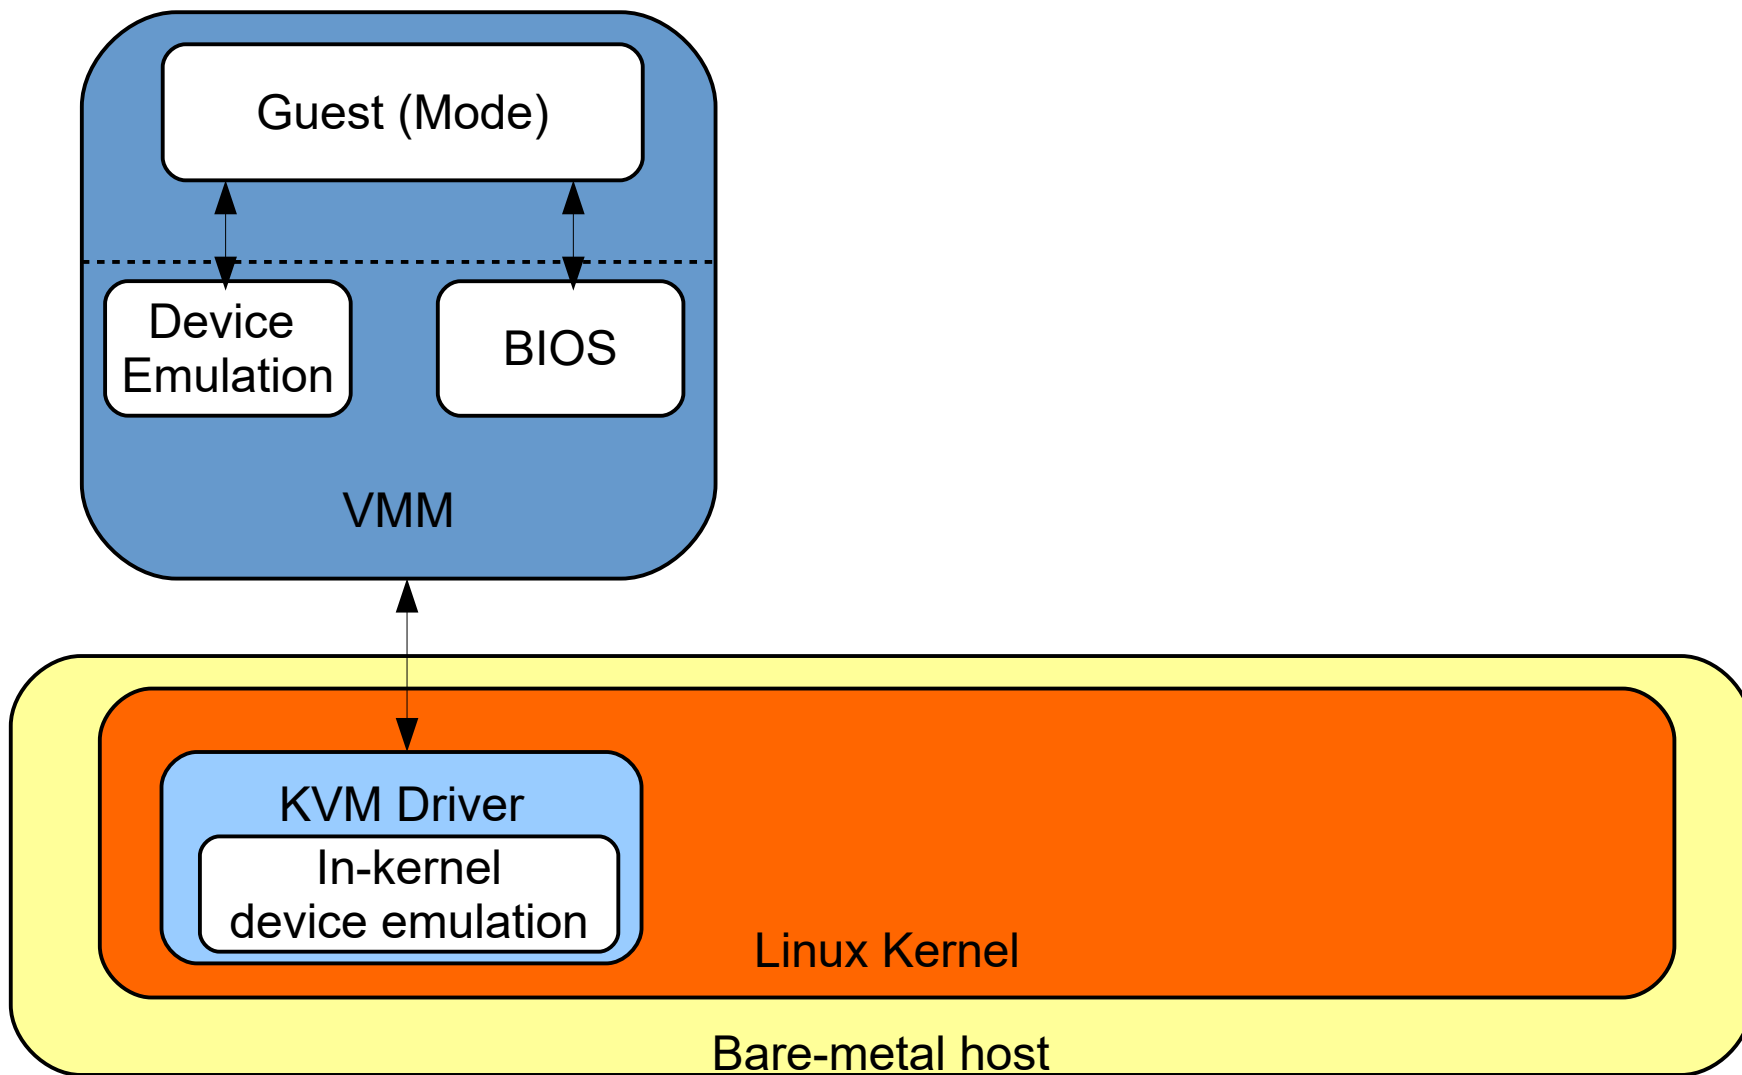 Guest (Mode)
Device
Emulation
BIOS
VMM
KVM Driver
In-kernel
device emulation
Linux Kernel
Bare-metal host